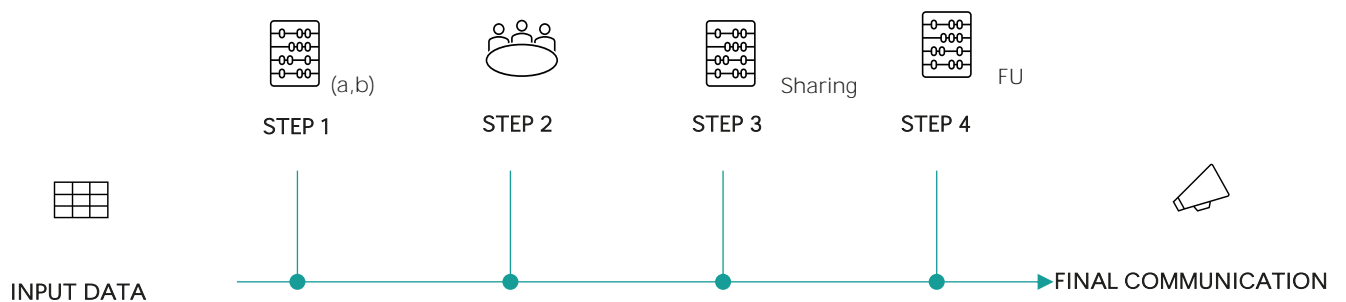 (a,b)
Sharing
FU
STEP 1
STEP 2
STEP 3
STEP 4
INPUT DATA
FINAL COMMUNICATION